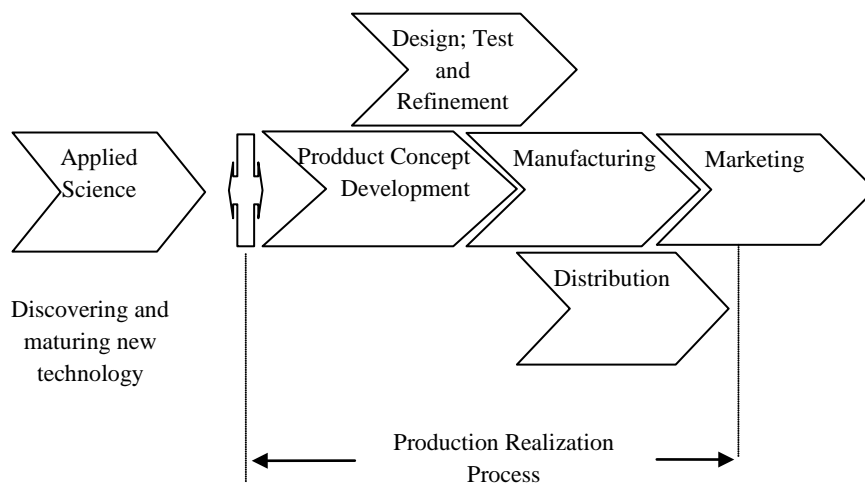 Design; Test
and
Refinement
Applied
Science
Prodduct Concept
Development
Manufacturing
Marketing
Distribution
Discovering and
maturing new
technology
Production Realization
Process